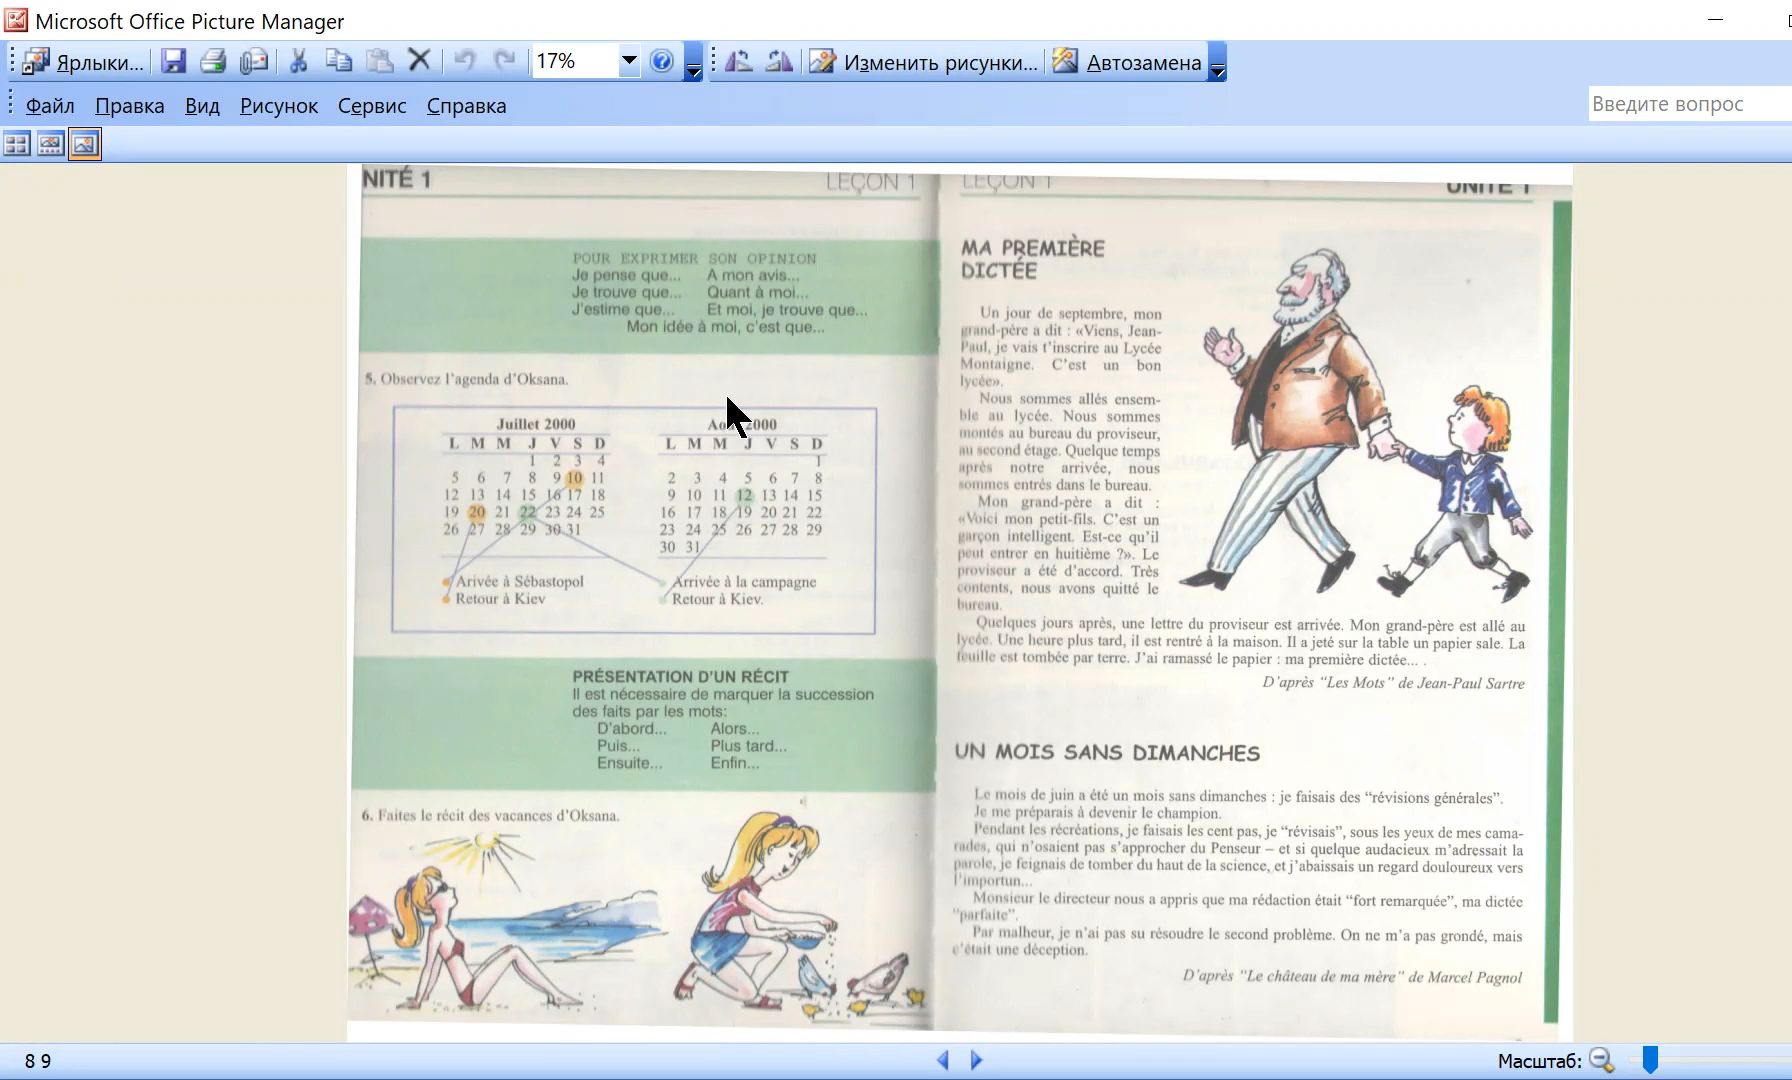 Microsoft Office Picture Manager
Ярлыки... 17% Изменить рисунки... Автозамена
Файл Правка Вид Рисунок Сервис Справка
Введите вопрос
NITÉ 1 LEÇON 1
POUR EXPRIMER SON OPINION
Je pense que... A mon avis...
Je trouve que... Quant à moi...
J'estime que... Et moi, je trouve que...
Mon idée à moi, c'est que...
5. Observez l'agenda d'Oksana.
Juillet 2000
L M M J V S D
1 2 3 4
5 6 7 8 9 10 11
12 13 14 15 16 17 18
19 20 21 22 23 24 25
26 27 28 29 30 31
Arivée à Sébastopol
Retour à Kiev
2000
L M M J V S D
1
2 3 4 5 6 7 8
9 10 11 12 13 14 15
16 17 18 19 20 21 22
23 24 25 26 27 28 29
30 31
Arrivée à la campagne
Retour à Kiev.
PRÉSENTATION D'UN RÉCIT
Il est nécessaire de marquer la succession
des faits par les mots:
D'abord... Alors...
Puis... Plus tard...
Ensuite... Enfin...
6. Faites le récit des vacances d'Oksana.
LEÇON 1 UNITÉ 1
MA PREMIÈRE
DICTÉE
Un jour de septembre, mon
grand-père a dit : «Viens, Jean-
Paul, je vais t'inscrire au Lycée
Montaigne. C'est un bon
lycée».
Nous sommes allés ensem-
ble au lycée. Nous sommes
montés au bureau du proviseur,
au second étage. Quelque temps
après notre arrivée, nous
sommes entrés dans le bureau.
Mon grand-père a dit :
«Voici mon petit-fils. C'est un
garçon intelligent. Est-ce qu'il
peut entrer en huitième ?». Le
proviseur a été d'accord. Très
contents, nous avons quitté le
bureau.
Quelques jours après, une lettre du proviseur est arrivée. Mon grand-père est allé au
lycée. Une heure plus tard, il est rentré à la maison. Il a jeté sur la table un papier sale. La
feuille est tombée par terre. J'ai ramassé le papier : ma première dictée... .
D'après "Les Mots" de Jean-Paul Sartre
UN MOIS SANS DIMANCHES
Le mois de juin a été un mois sans dimanches : je faisais des "révisions générales".
Je me préparais à devenir le champion.
Pendant les récréations, je faisais les cent pas, je "révisais", sous les yeux de mes cama-
rades, qui n'osaient pas s'approcher du Penseur – et si quelque audacieux m'adressait la
parole, je feignais de tomber du haut de la science, et j'abaissais un regard douloureux vers
l'importun...
Monsieur le directeur nous a appris que ma rédaction était "fort remarquée", ma dictée
"parfaite".
Par malheur, je n'ai pas su résoudre le second problème. On ne m'a pas grondé, mais
c'était une déception.
D'après "Le château de ma mère" de Marcel Pagnol
8 9
Масштаб: